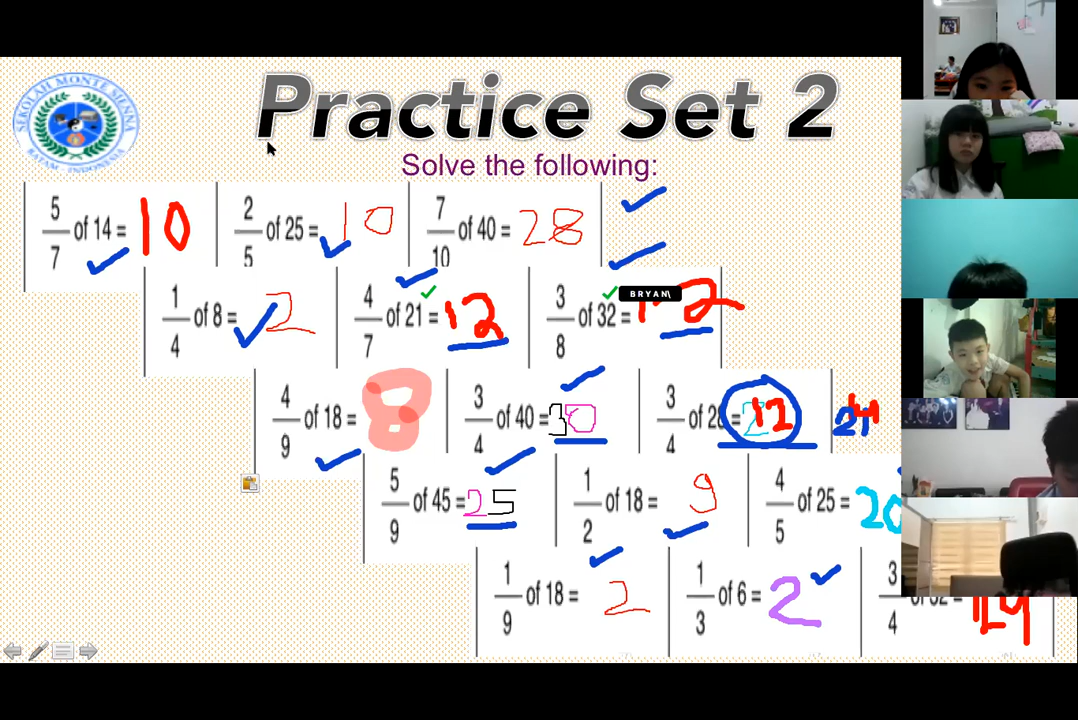 Practice Set 2
SEKOLAH MONTE SIENNA
BATAM - INDONESIA
Solve the following:
5/7 of 14 = 10
2/5 of 25 = 10
7/10 of 40 = 28
1/4 of 8 = 2
4/7 of 21 = 12
3/8 of 32 = 12
BRYAN\
4/9 of 18 = 8
3/4 of 40 = 30
3/4 of 28 =
5/9 of 45 = 25
1/2 of 18 = 9
4/5 of 25 = 20
1/9 of 18 = 2
1/3 of 6 = 2
3/4